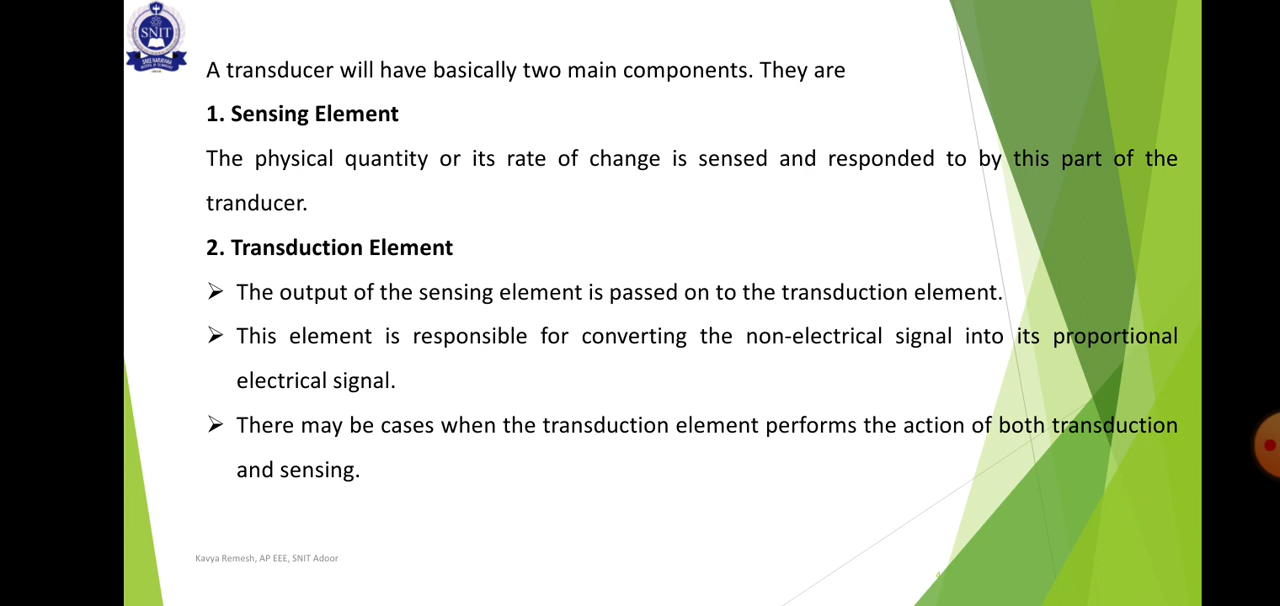 SNIT
SREE NARAYANA
A transducer will have basically two main components. They are
1. Sensing Element
The physical quantity or its rate of change is sensed and responded to by this part of the
tranducer.
2. Transduction Element
➢ The output of the sensing element is passed on to the transduction element.
➢ This element is responsible for converting the non-electrical signal into its proportional
electrical signal.
➢ There may be cases when the transduction element performs the action of both transduction
and sensing.
Kavya Remesh, AP EEE, SNIT Adoor